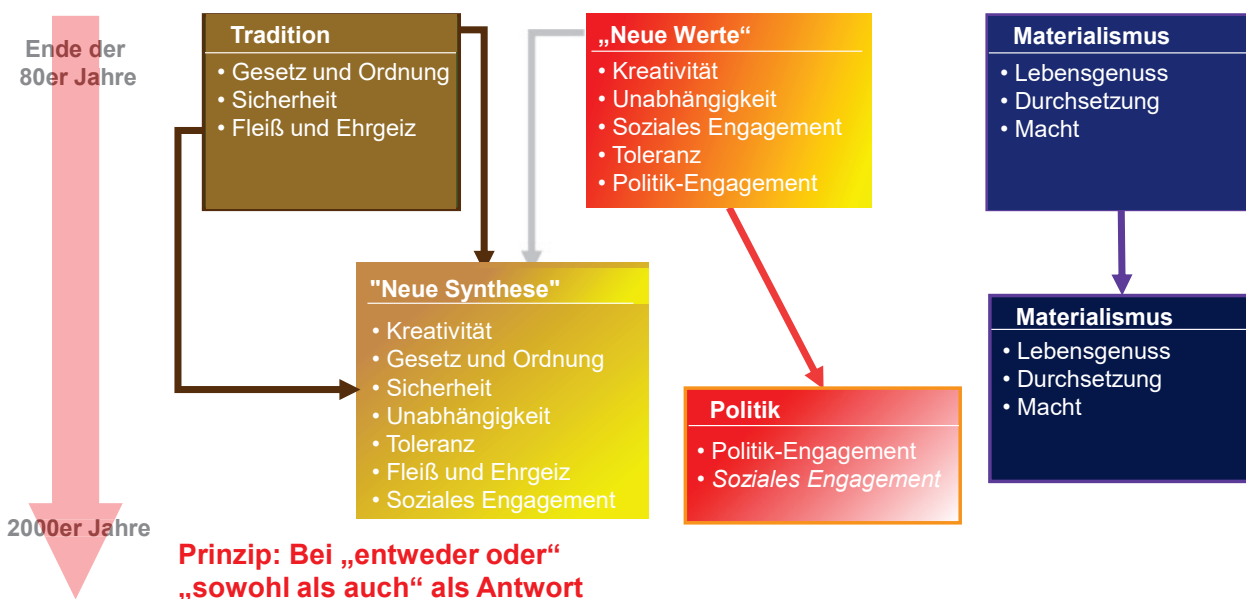 Ende der
80er Jahre
Tradition
• Gesetz und Ordnung
• Sicherheit
• Fleiß und Ehrgeiz
„Neue Werte“
• Kreativität
• Unabhängigkeit
• Soziales Engagement
• Toleranz
• Politik-Engagement
Materialismus
• Lebensgenuss
• Durchsetzung
• Macht
"Neue Synthese"
• Kreativität
• Gesetz und Ordnung
• Sicherheit
• Unabhängigkeit
• Toleranz
• Fleiß und Ehrgeiz
• Soziales Engagement
Politik
• Politik-Engagement
• Soziales Engagement
Materialismus
• Lebensgenuss
• Durchsetzung
• Macht
2000er Jahre
Prinzip: Bei „entweder oder“
„sowohl als auch“ als Antwort